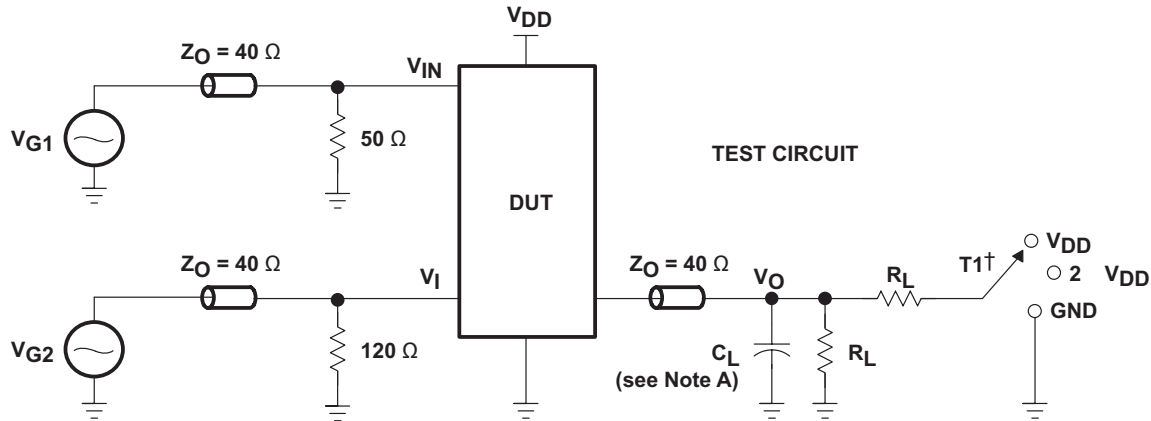 VDD
ZO = 40 Ω
VIN
VG1
50 Ω
TEST CIRCUIT
DUT
ZO = 40 Ω
VI
ZO = 40 Ω
VO
RL
T1†
VDD
2 VDD
GND
VG2
120 Ω
CL
(see Note A)
RL